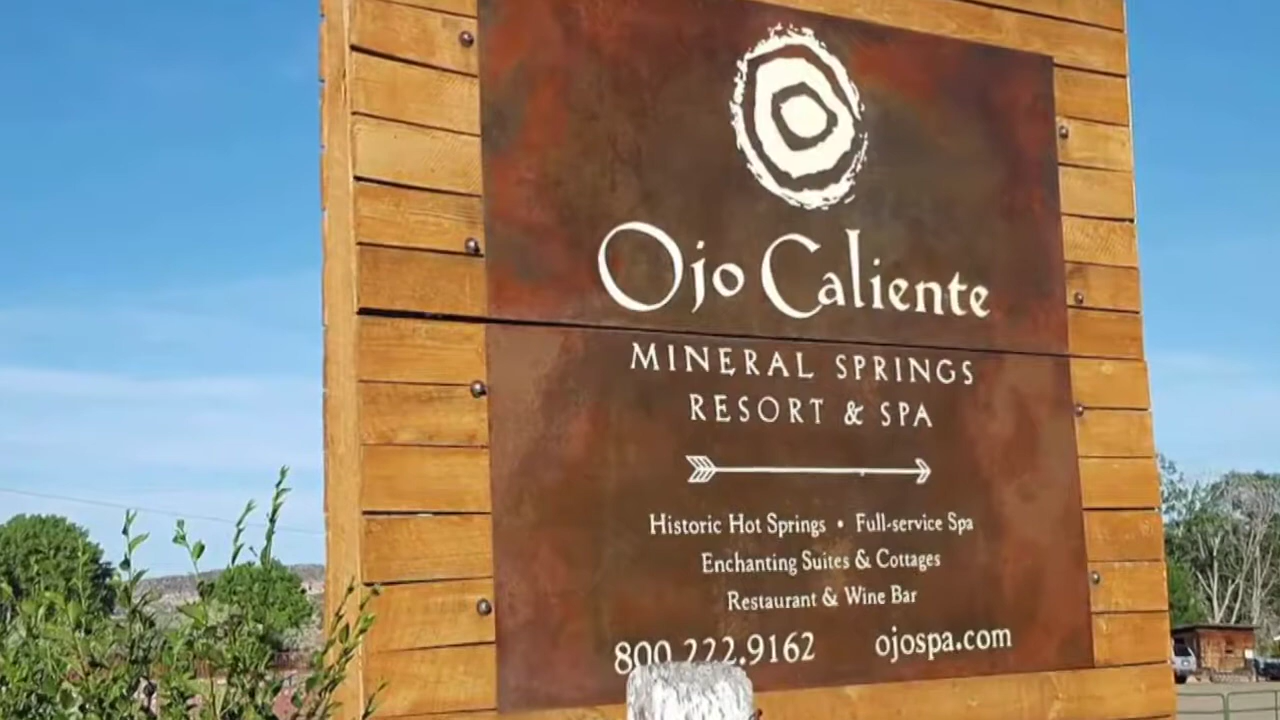 Ojo Caliente
MINERAL SPRINGS
RESORT & SPA
Historic Hot Springs • Full-service Spa
Enchanting Suites & Cottages
Restaurant & Wine Bar
800.222.9162 ojospa.com